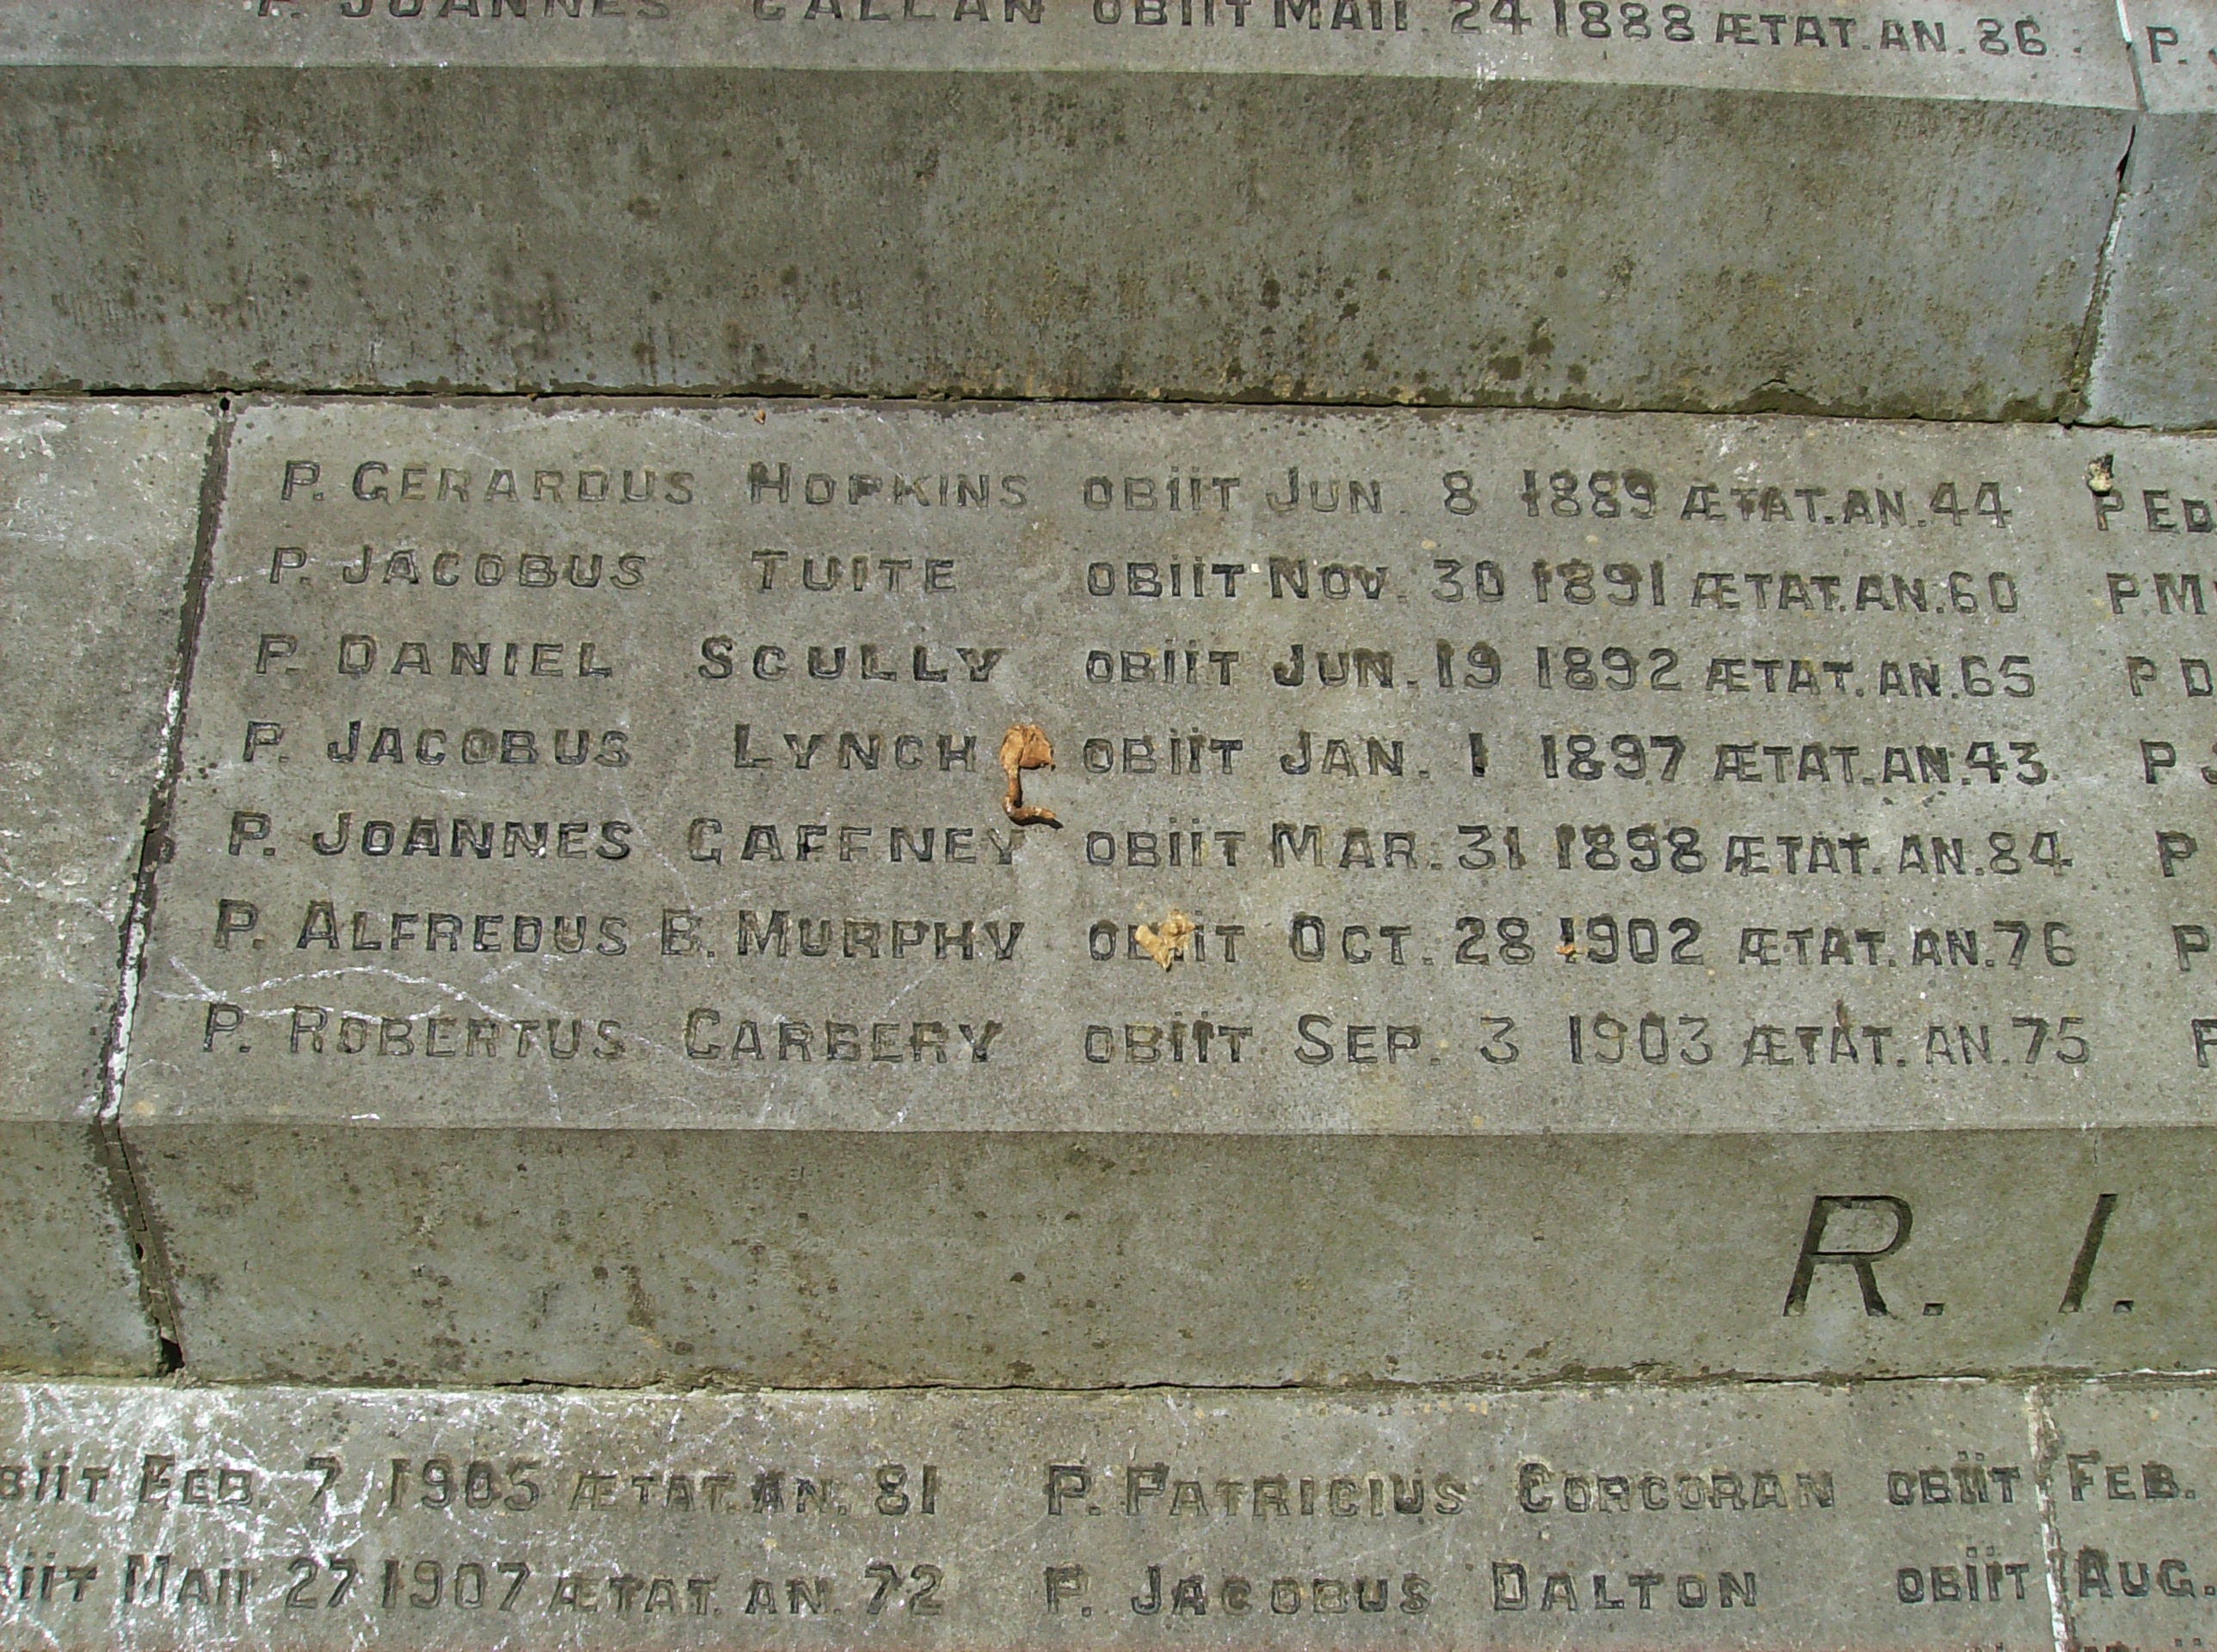 P. JOANNES CALLAN OBIIT MAII. 24 1888 ÆTAT. AN. 86. P.
P. GERARDUS HOPKINS OBIIT JUN. 8 1889 ÆTAT. AN. 44 P ED
P. JACOBUS TUITE OBIIT NOV. 30 1891 ÆTAT. AN. 60 P. M
P. DANIEL SCULLY OBIIT JUN. 19 1892 ÆTAT. AN. 65 P D
P. JACOBUS LYNCH OBIIT JAN. 1 1897 ÆTAT. AN. 43 P J
P. JOANNES GAFFNEY OBIIT MAR. 31 1898 ÆTAT. AN. 84 P
P. ALFREDUS B. MURPHY OBIIT OCT. 28 1902 ÆTAT. AN. 76 P
P. ROBERTUS CARBERY OBIIT SEP. 3 1903 ÆTAT. AN. 75 P
R. I.
BIIT FEB. 7 1905 ÆTAT. AN. 81 P. PATRICIUS CORCORAN OBIIT FEB.
IIT MAII 27 1907 ÆTAT. AN. 72 P. JACOBUS DALTON OBIIT AUG.